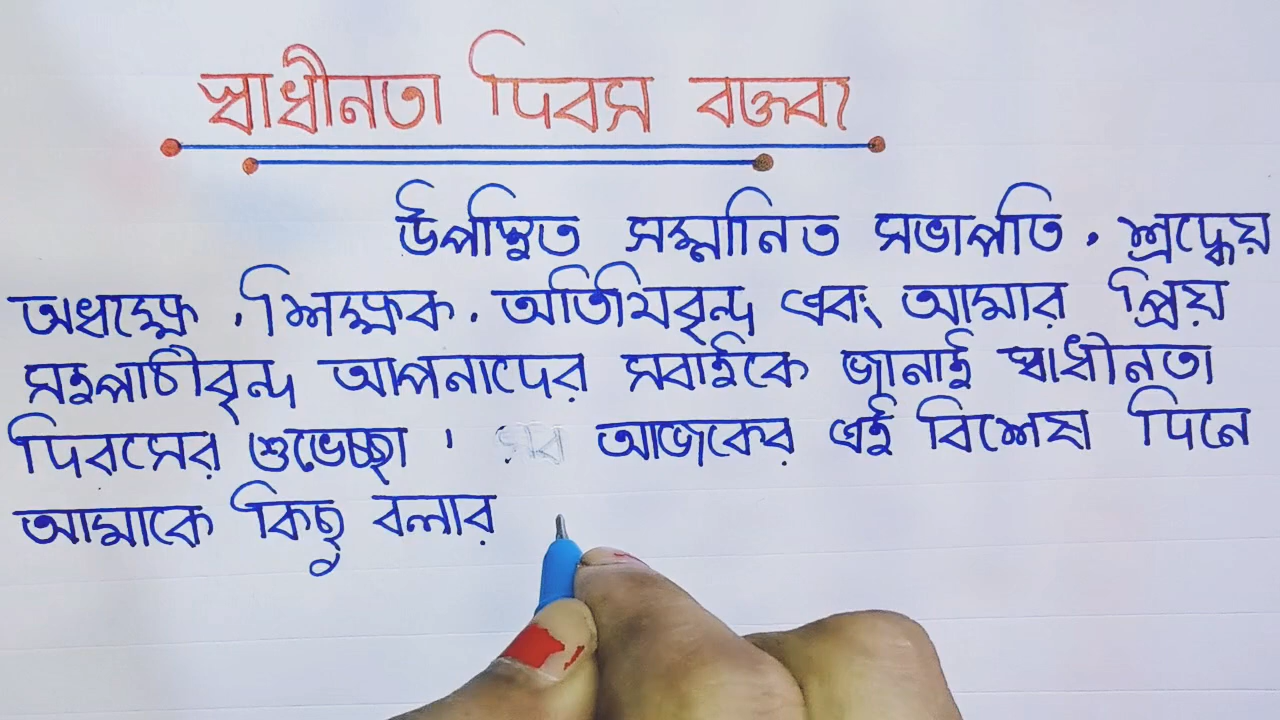 স্বাধীনতা দিবস বক্তব্য
উপস্থিত সম্মানিত সভাপতি, শ্রদ্ধেয়
অধ্যক্ষ, শিক্ষক, অতিথিবৃন্দ এবং আমার প্রিয়
সহপাঠীবৃন্দ আপনাদের সবাইকে জানাই স্বাধীনতা
দিবসের শুভেচ্ছা । আজকের এই বিশেষ দিনে
আমাকে কিছু বলার